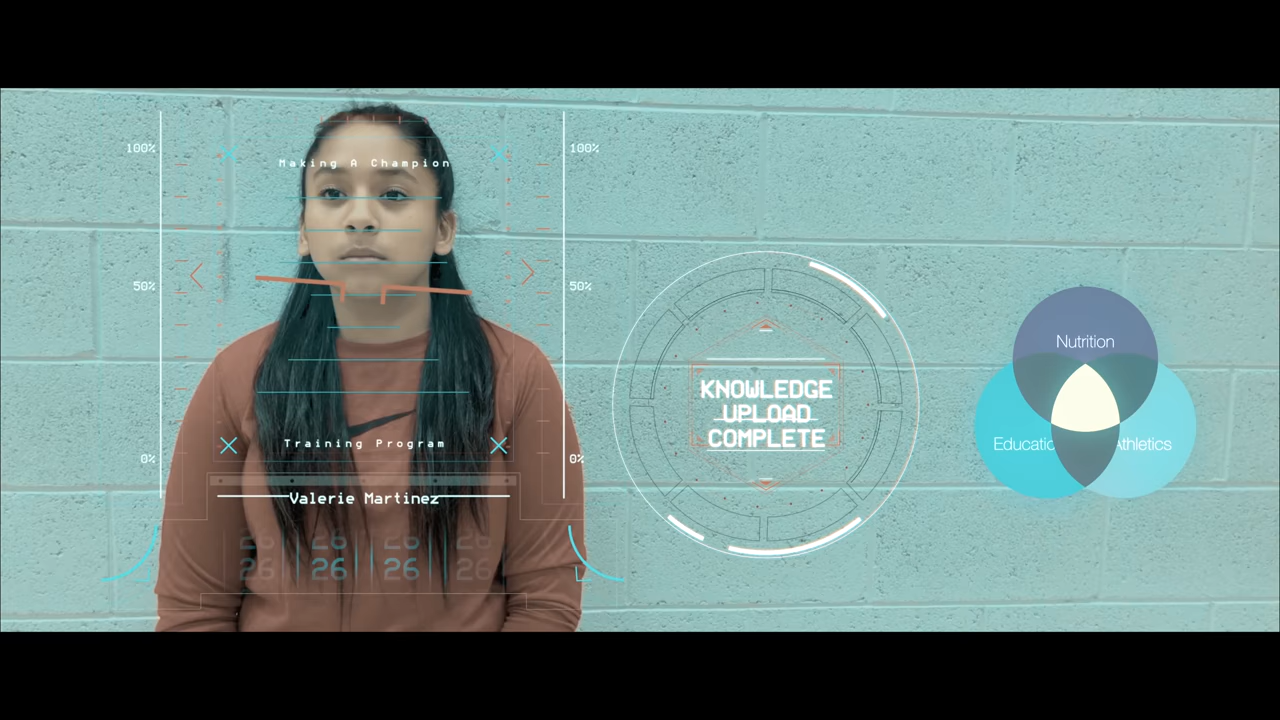 100%
100%
Making A Champion
50%
50%
Nutrition
KNOWLEDGE
UPLOAD
COMPLETE
Educatio
Athletics
Training Program
0%
0%
Valerie Martinez
26 26 26 26
26 26 26 26